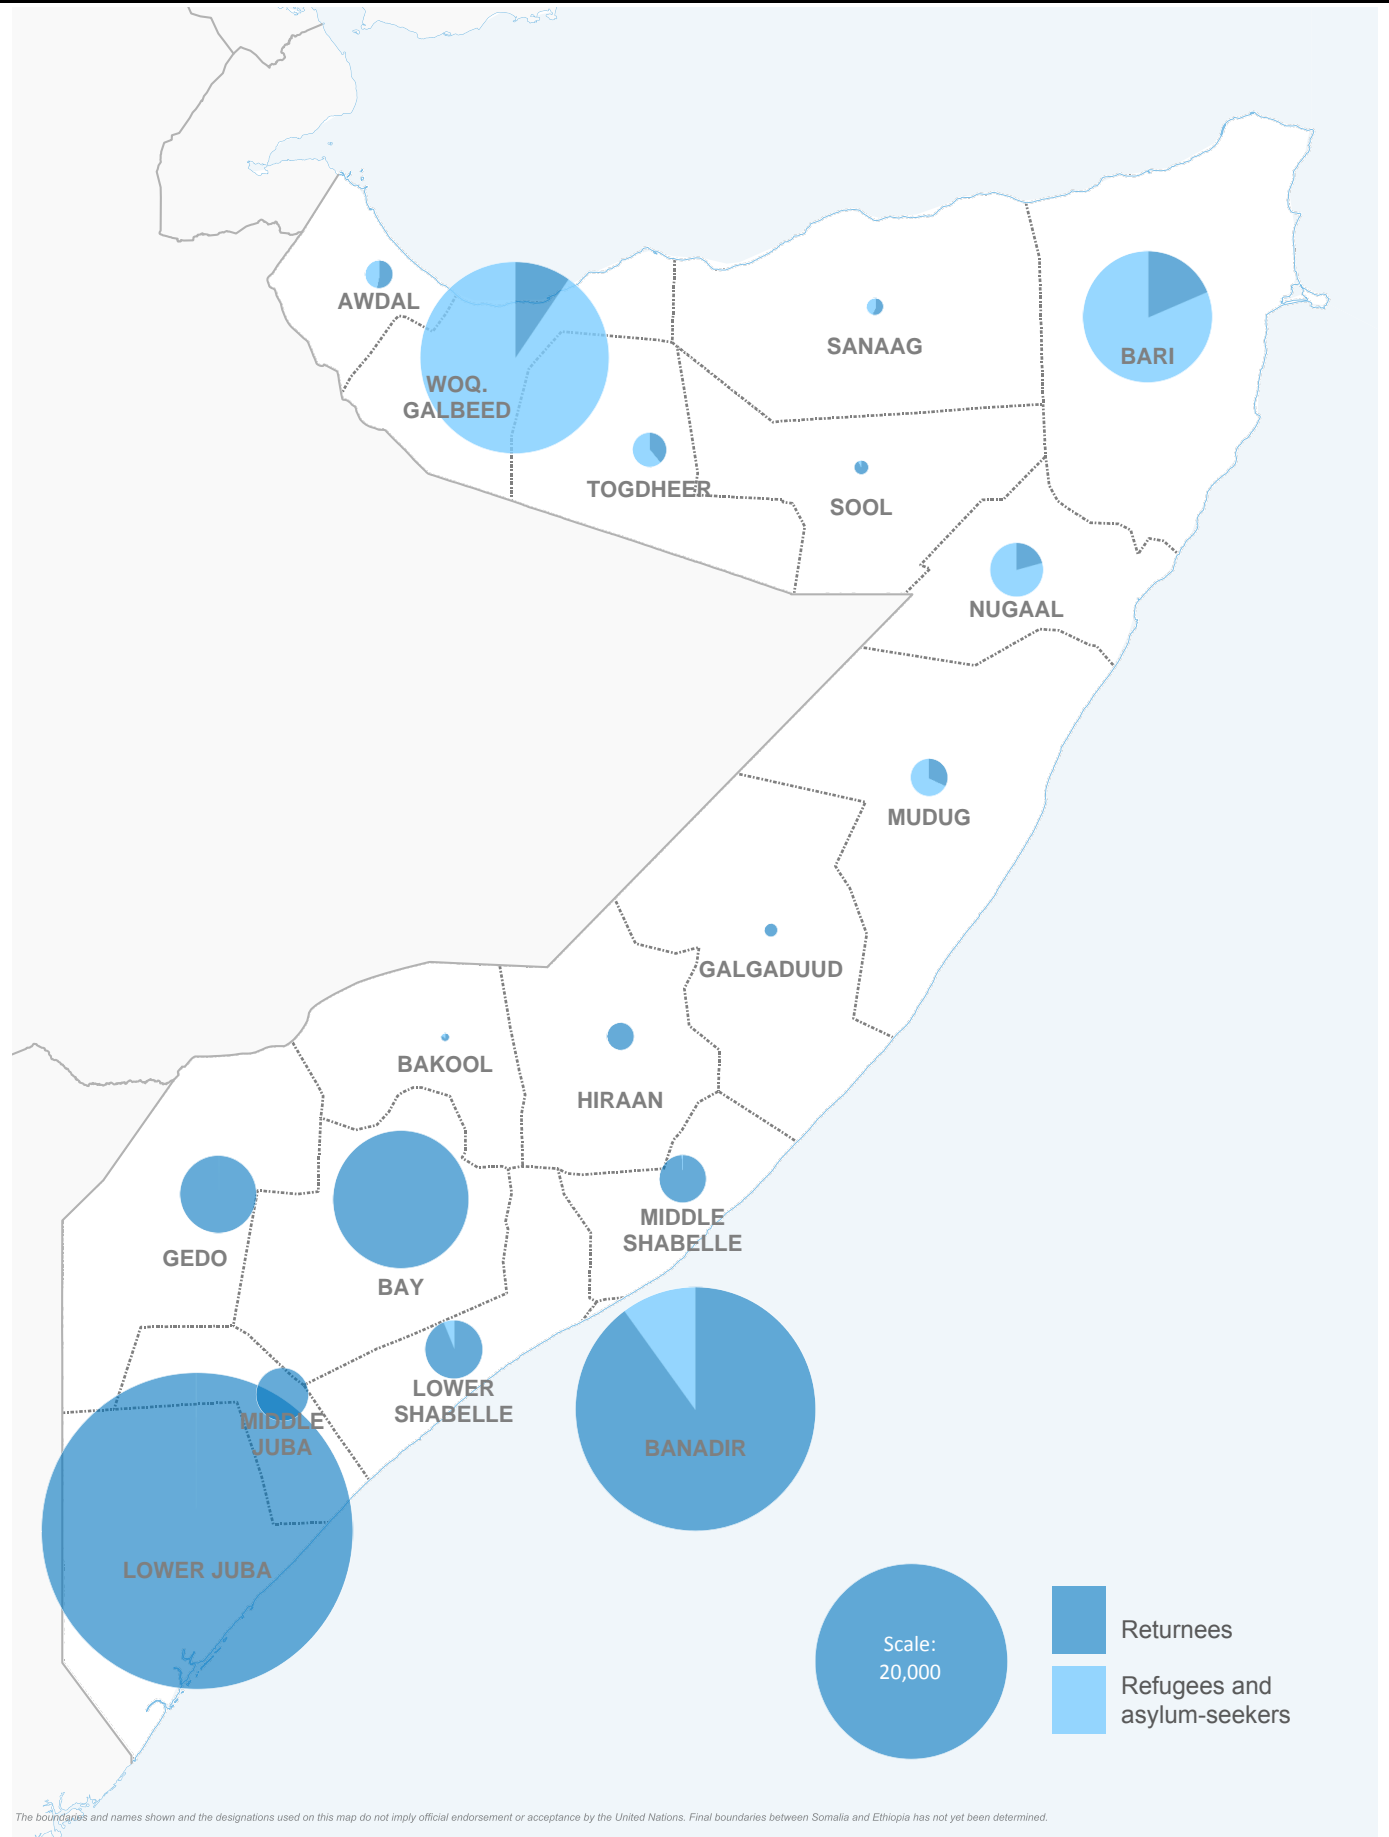 AWDAL
WOQ.
GALBEED
SANAAG
BARI
TOGDHEER
SOOL
NUGAAL
MUDUG
GALGADUUD
BAKOOL
HIRAAN
MIDDLE
SHABELLE
GEDO
BAY
LOWER
SHABELLE
MIDDLE
JUBA
BANADIR
LOWER JUBA
Scale:
20,000
Returnees
Refugees and
asylum-seekers
The boundaries and names shown and the designations used on this map do not imply official endorsement or acceptance by the United Nations. Final boundaries between Somalia and Ethiopia has not yet been determined.